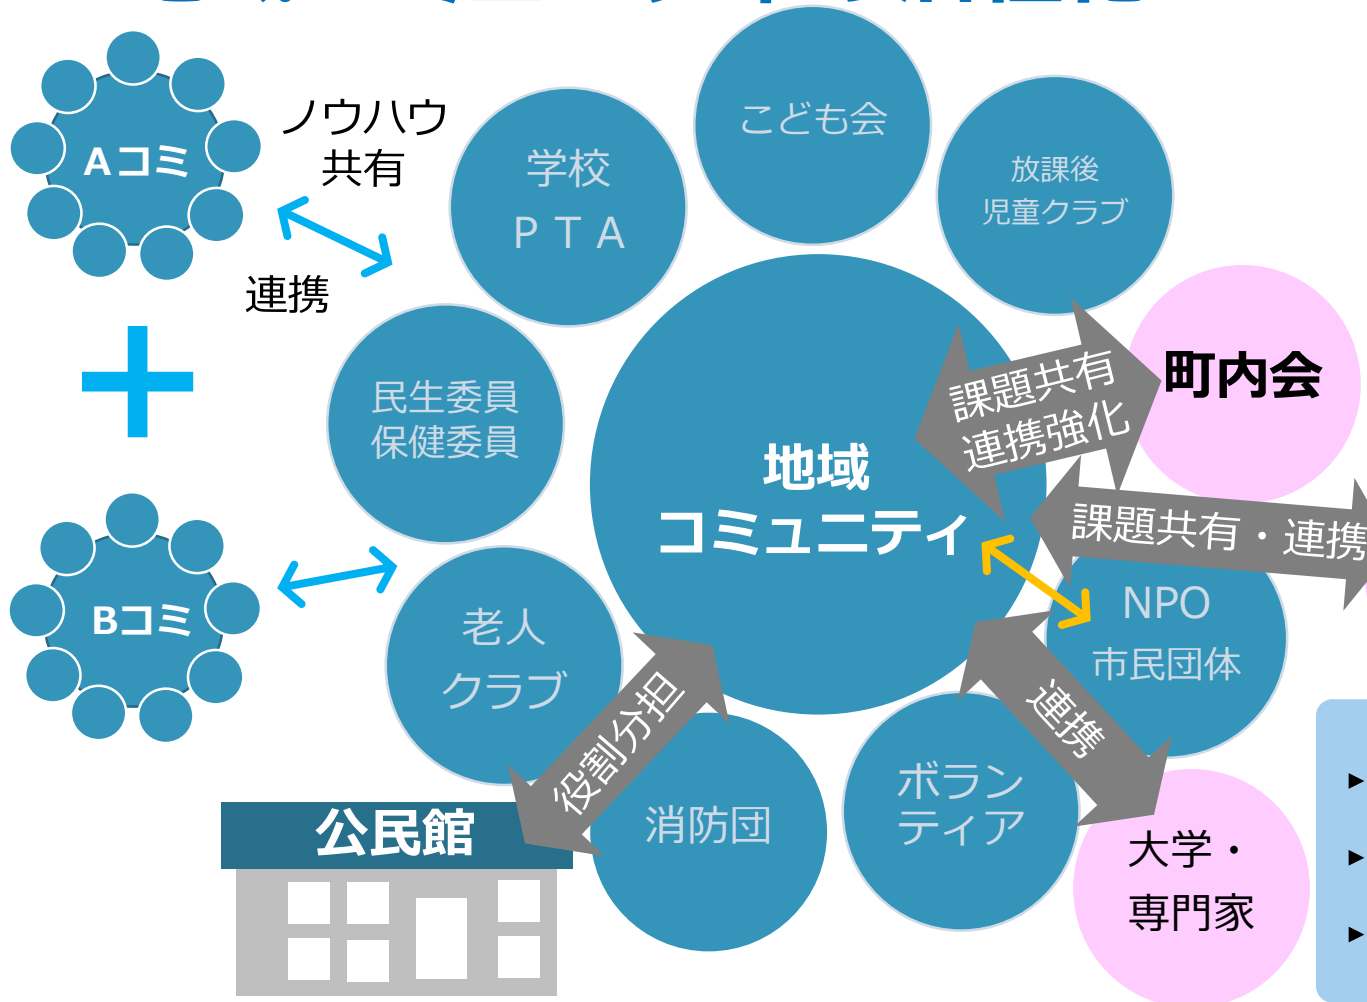 Aコミ
ノウハウ
共有
連携
学校
ＰＴＡ
こども会
放課後
児童クラブ
町内会
課題共有
連携強化
民生委員
保健委員
地域
コミュニティ
課題共有・連携
NPO
市民団体
Bコミ
老人
クラブ
役割分担
連携
ボラン
ティア
消防団
公民館
大学・
専門家
►
►
►